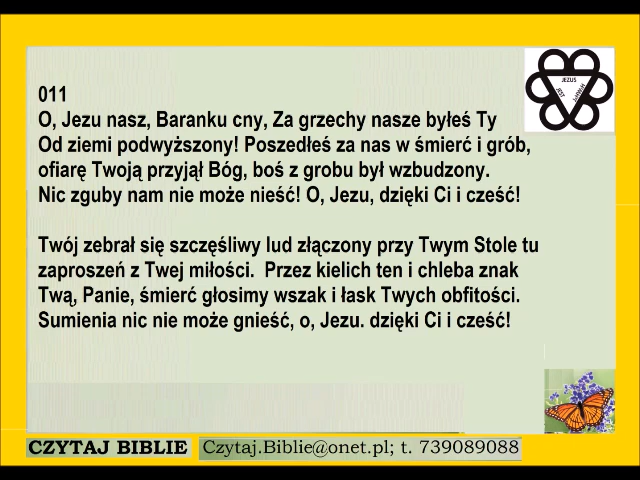 011
O, Jezu nasz, Baranku cny, Za grzechy nasze byłeś Ty
Od ziemi podwyższony! Poszedłeś za nas w śmierć i grób,
ofiarę Twoją przyjął Bóg, boś z grobu był wzbudzony.
Nic zguby nam nie może nieść! O, Jezu, dzięki Ci i cześć!
Twój zebrał się szczęśliwy lud złączony przy Twym Stole tu
zaproszeń z Twej miłości. Przez kielich ten i chleba znak
Twą, Panie, śmierć głosimy wszak i łask Twych obfitości.
Sumienia nic nie może gnieść, o, Jezu. dzięki Ci i cześć!
JEZUS
JEST
CZYTAJ BIBLIE
Czytaj.Biblie@onet.pl; t. 739089088